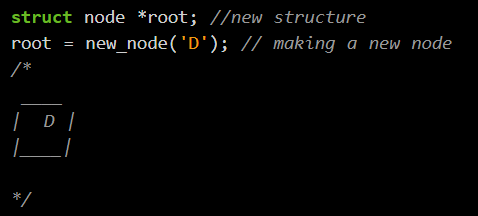 struct node *root; //new structure
root = new_node('D'); // making a new node
/*
 ____
|  D |
|____|
*/